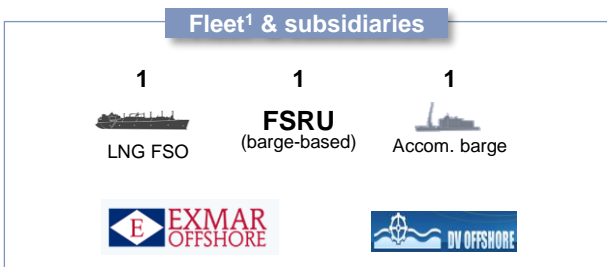 Fleet¹ & subsidiaries
1 1 1
LNG FSO
FSRU
(barge-based)
Accom. barge
E EXMAR
OFFSHORE
DV OFFSHORE